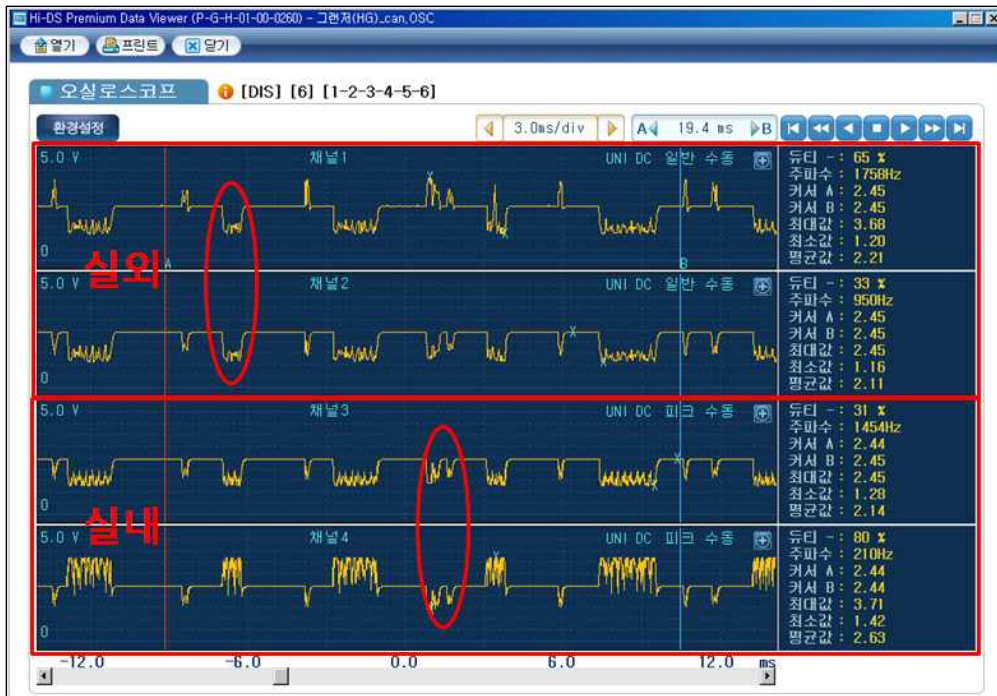 Hi-DS Premium Data Viewer (P-G-H-01-00-0260) - 그랜저(HG)_can.OSC
열기 프린트 닫기
오실로스코프 [DIS] [6] [1-2-3-4-5-6]
환경설정 3.0ms/div A 19.4 ms B
5.0 V 채널1 UNI DC 일반 수동
듀티 - : 65 %
주파수 : 1758Hz
커서 A : 2.45
커서 B : 2.45
최대값 : 3.68
최소값 : 1.20
평균값 : 2.21
0
실외
A B
5.0 V 채널2 UNI DC 일반 수동
듀티 - : 33 %
주파수 : 950Hz
커서 A : 2.45
커서 B : 2.45
최대값 : 2.45
최소값 : 1.16
평균값 : 2.11
0
5.0 V 채널3 UNI DC 피크 수동
듀티 - : 31 %
주파수 : 1454Hz
커서 A : 2.44
커서 B : 2.45
최대값 : 2.45
최소값 : 1.28
평균값 : 2.14
0
실내
5.0 V 채널4 UNI DC 피크 수동
듀티 - : 80 %
주파수 : 210Hz
커서 A : 2.44
커서 B : 2.44
최대값 : 3.71
최소값 : 1.42
평균값 : 2.63
0
-12.0 -6.0 0.0 6.0 12.0 ms